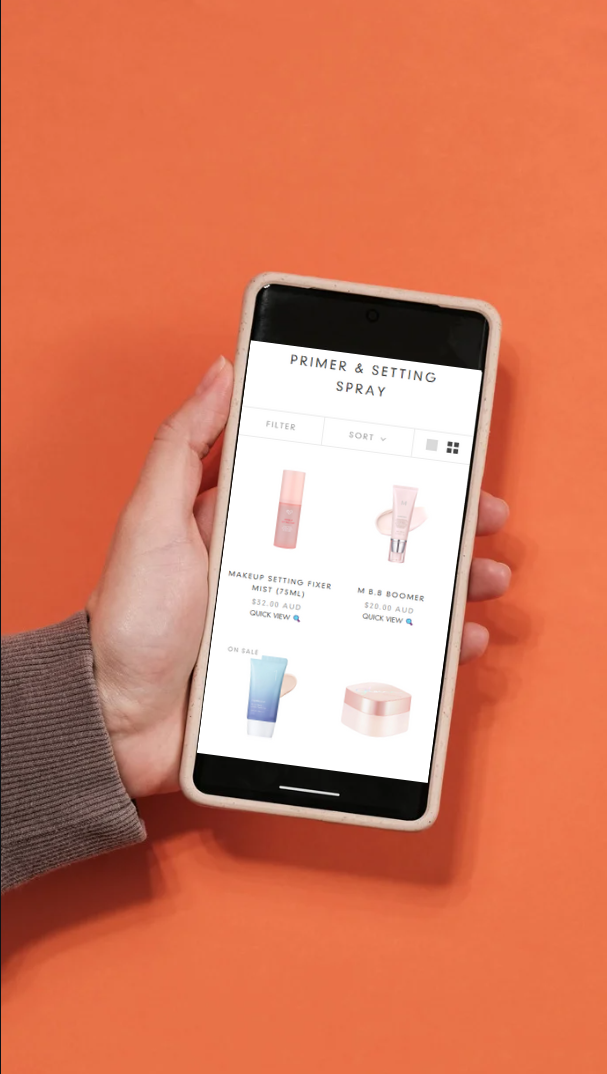 PRIMER & SETTING
SPRAY
FILTER
SORT
MAKEUP SETTING FIXER
MIST (75ML)
$32.00 AUD
QUICK VIEW
M B.B BOOMER
$20.00 AUD
QUICK VIEW
ON SALE